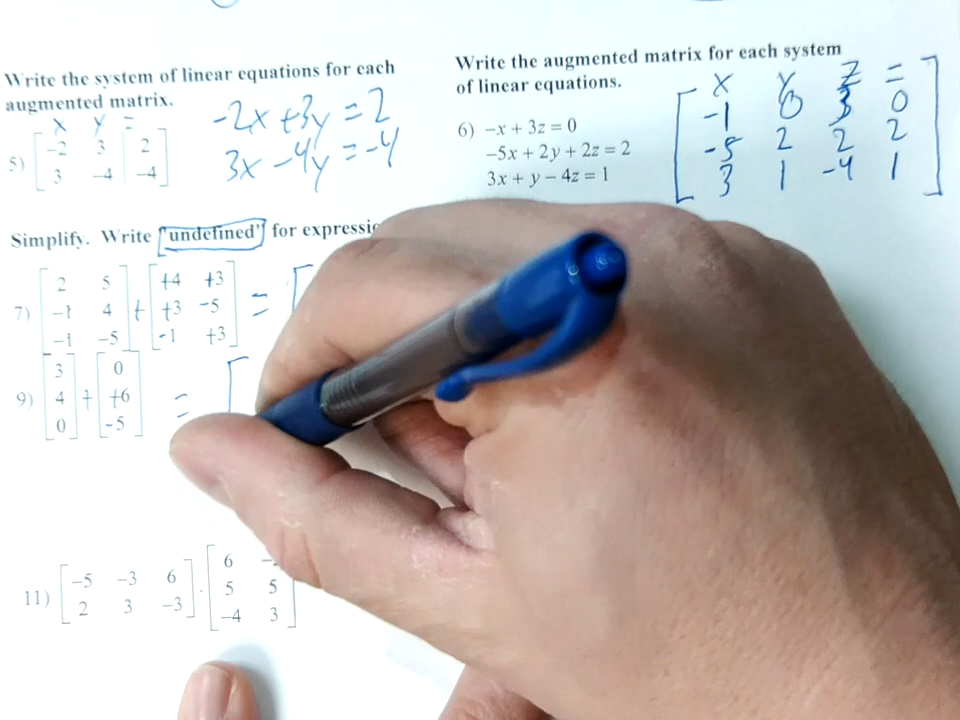 Write the system of linear equations for each
augmented matrix.
x y =
5) -2 3 2
3 -4 -4
-2x + 3y = 2
3x - 4y = -4
Write the augmented matrix for each system
of linear equations.
6) -x + 3z = 0
-5x + 2y + 2z = 2
3x + y - 4z = 1
x y z =
-1 0 3 0
-5 2 2 2
3 1 -4 1
Simplify. Write "undefined" for
7) 2 5 +4 +3
-1 4 + +3 -5 = [
-1 -5 -1 +3
9) 3 0
4 + +6 = [
0 -5
11) -5 -3 6
2 3 -3
·
6
5 5
-4 3